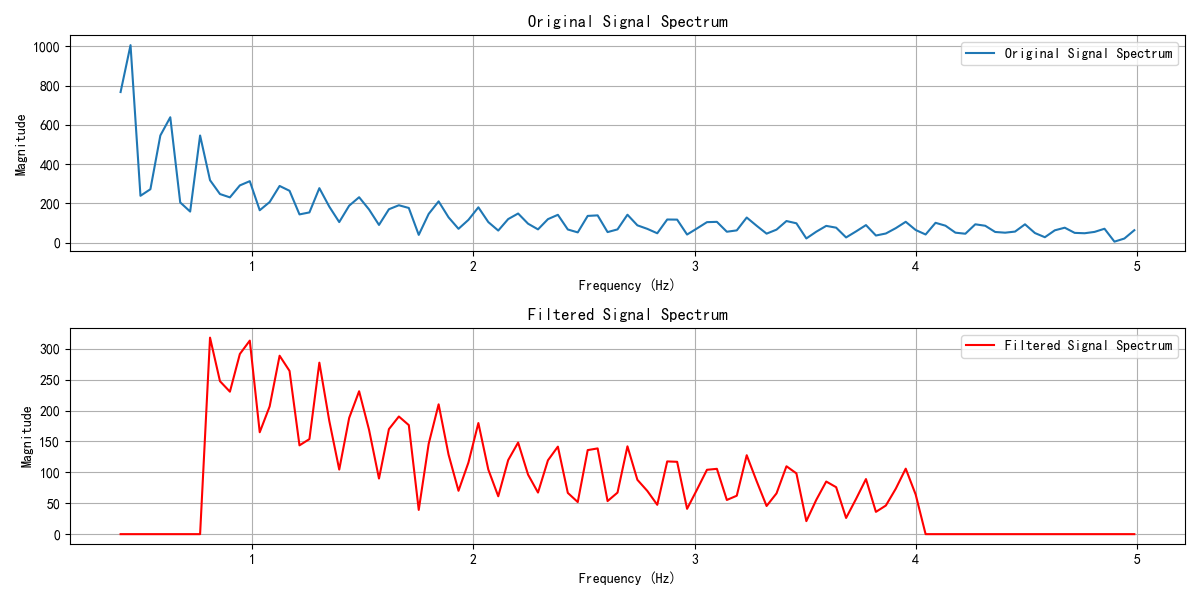 Original Signal Spectrum
1000
800
600
400
200
0
Magnitude
Original Signal Spectrum
1
2
3
4
5
Frequency (Hz)
Filtered Signal Spectrum
300
250
200
150
100
50
0
Magnitude
Filtered Signal Spectrum
1
2
3
4
5
Frequency (Hz)